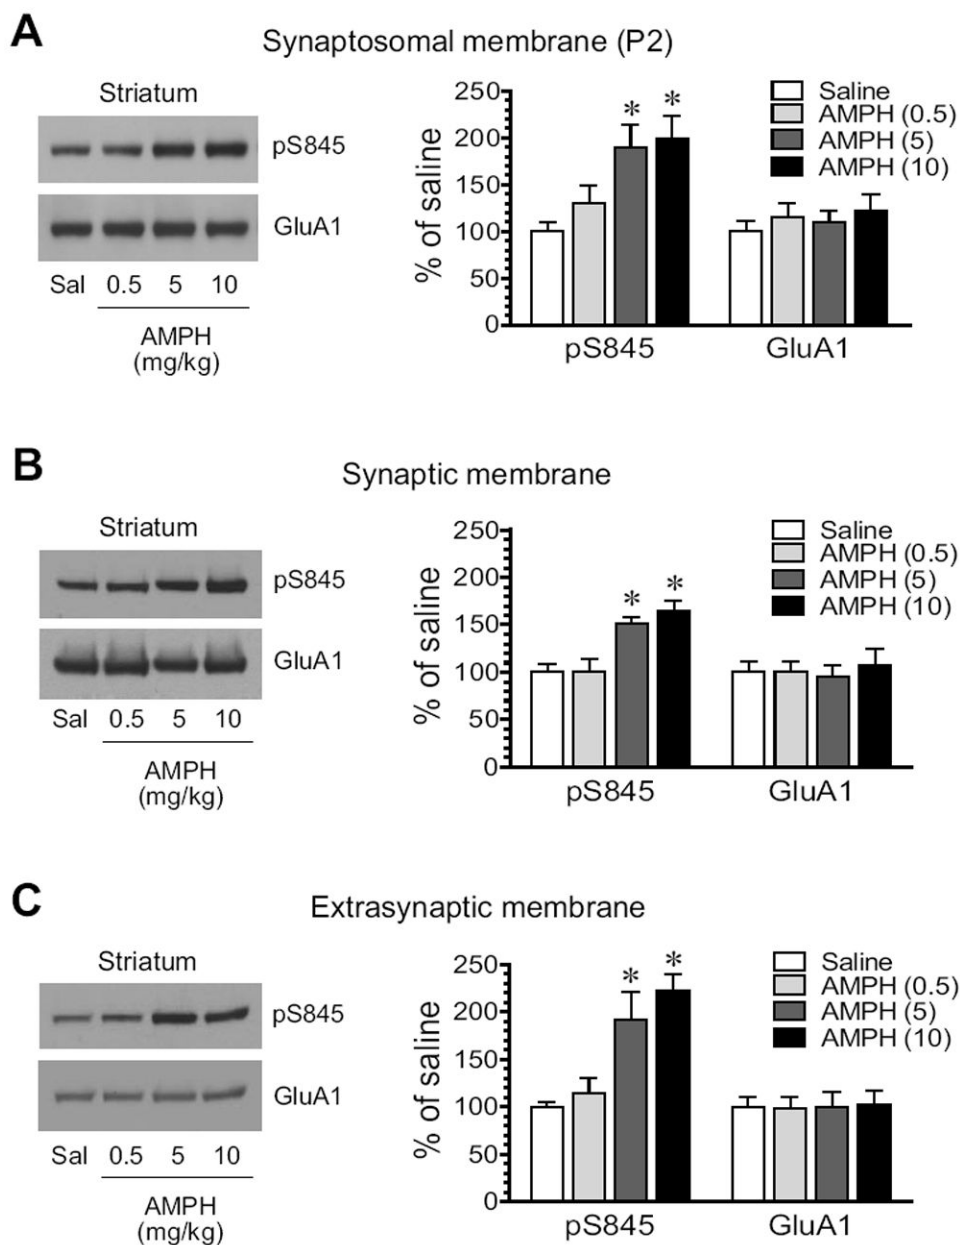 A
Synaptosomal membrane (P2)
Striatum
pS845
GluA1
Sal 0.5 5 10
AMPH
(mg/kg)
% of saline
250
200
150
100
50
0
* *
pS845 GluA1
Saline
AMPH (0.5)
AMPH (5)
AMPH (10)
B
Synaptic membrane
Striatum
pS845
GluA1
Sal 0.5 5 10
AMPH
(mg/kg)
% of saline
250
200
150
100
50
0
* *
pS845 GluA1
Saline
AMPH (0.5)
AMPH (5)
AMPH (10)
C
Extrasynaptic membrane
Striatum
pS845
GluA1
Sal 0.5 5 10
AMPH
(mg/kg)
% of saline
250
200
150
100
50
0
* *
pS845 GluA1
Saline
AMPH (0.5)
AMPH (5)
AMPH (10)